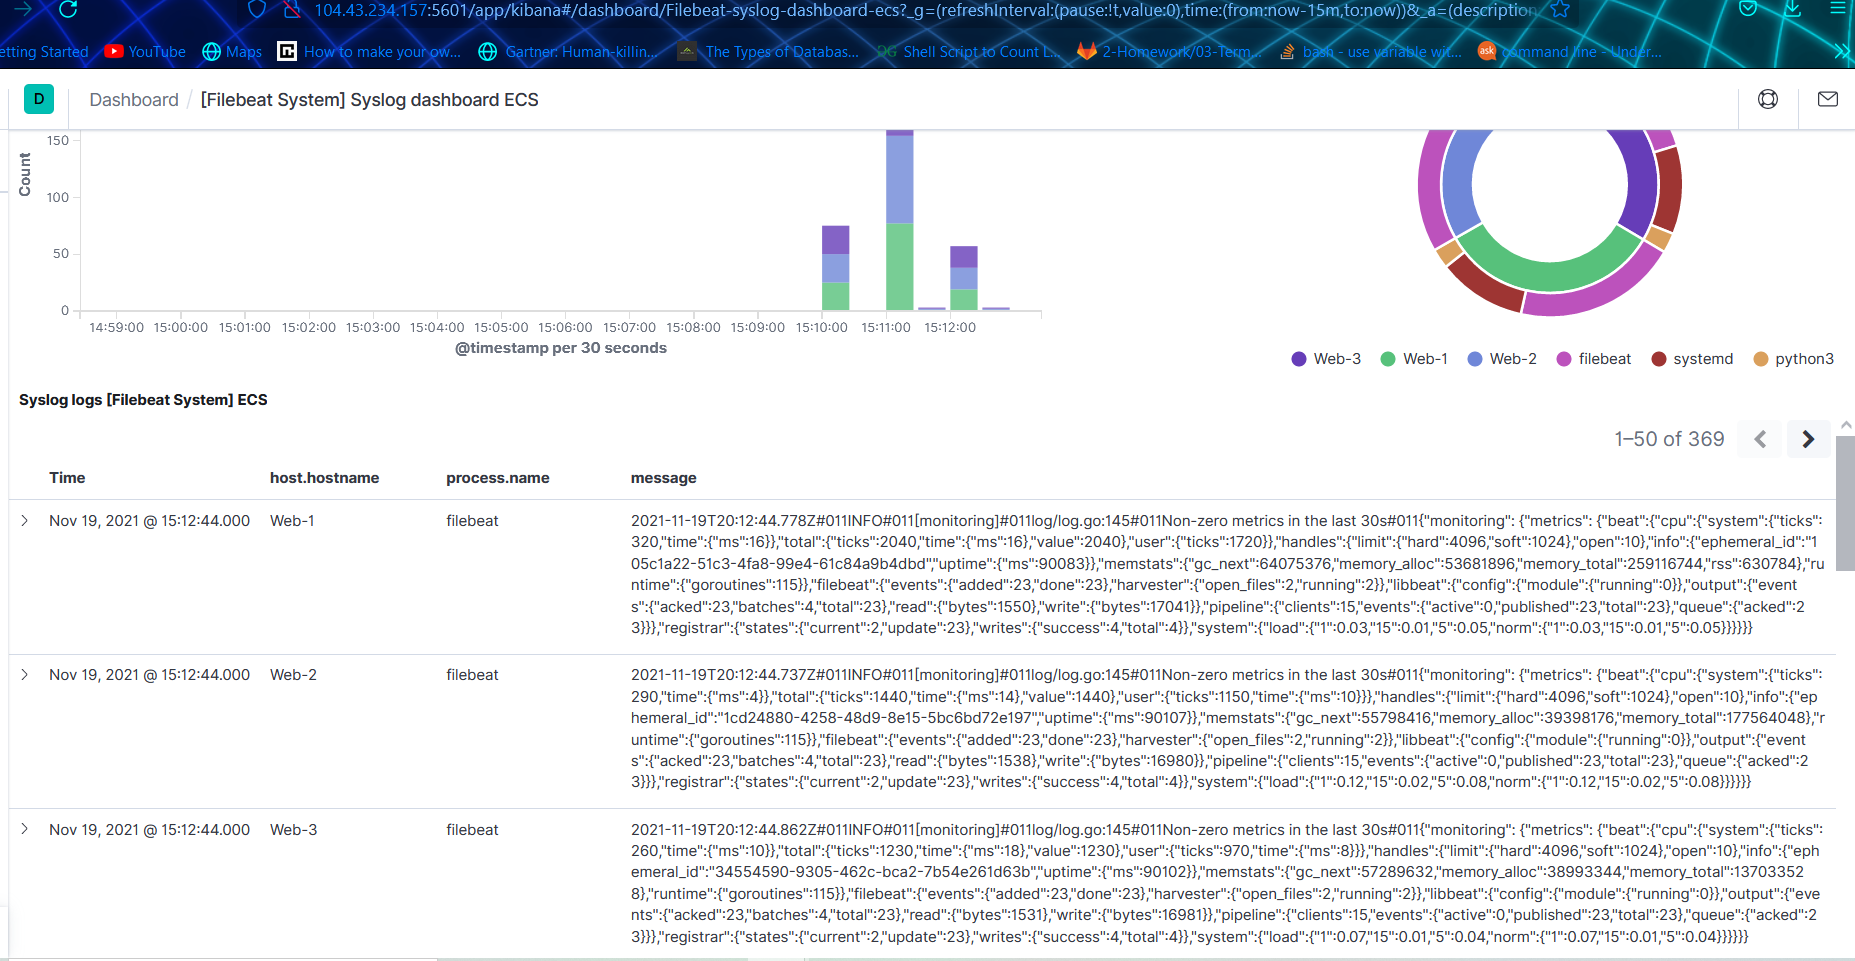 104.43.234.157:5601/app/kibana#/dashboard/Filebeat-syslog-dashboard-ecs?_g=(refreshInterval:(pause:!t,value:0),time:(from:now-15m,to:now))&_a=(description
etting Started YouTube Maps How to make your ow... Gartner: Human-killin... The Types of Databas... DG Shell Script to Count L... 2-Homework/03-Term... bash - use variable wit... ask command line - Under...
D Dashboard / [Filebeat System] Syslog dashboard ECS
Count
150
100
50
0
14:59:00 15:00:00 15:01:00 15:02:00 15:03:00 15:04:00 15:05:00 15:06:00 15:07:00 15:08:00 15:09:00 15:10:00 15:11:00 15:12:00
@timestamp per 30 seconds
Web-3 Web-1 Web-2 filebeat systemd python3
Syslog logs [Filebeat System] ECS
1–50 of 369
Time host.hostname process.name message
Nov 19, 2021 @ 15:12:44.000 Web-1 filebeat 2021-11-19T20:12:44.778Z#011INFO#011[monitoring]#011log/log.go:145#011Non-zero metrics in the last 30s#011{"monitoring": {"metrics": {"beat":{"cpu":{"system":{"ticks":
320,"time":{"ms":16}},"total":{"ticks":2040,"time":{"ms":16},"value":2040},"user":{"ticks":1720}},"handles":{"limit":{"hard":4096,"soft":1024},"open":10},"info":{"ephemeral_id":"1
05c1a22-51c3-4fa8-99e4-61c84a9b4dbd","uptime":{"ms":90083}},"memstats":{"gc_next":64075376,"memory_alloc":53681896,"memory_total":259116744,"rss":630784},"ru
ntime":{"goroutines":115}},"filebeat":{"events":{"added":23,"done":23},"harvester":{"open_files":2,"running":2}},"libbeat":{"config":{"module":{"running":0}},"output":{"event
s":{"acked":23,"batches":4,"total":23},"read":{"bytes":1550},"write":{"bytes":17041}},"pipeline":{"clients":15,"events":{"active":0,"published":23,"total":23},"queue":{"acked":2
3}}},"registrar":{"states":{"current":2,"update":23},"writes":{"success":4,"total":4}},"system":{"load":{"1":0.03,"15":0.01,"5":0.05,"norm":{"1":0.03,"15":0.01,"5":0.05}}}}}}
Nov 19, 2021 @ 15:12:44.000 Web-2 filebeat 2021-11-19T20:12:44.737Z#011INFO#011[monitoring]#011log/log.go:145#011Non-zero metrics in the last 30s#011{"monitoring": {"metrics": {"beat":{"cpu":{"system":{"ticks":
290,"time":{"ms":4}},"total":{"ticks":1440,"time":{"ms":14},"value":1440},"user":{"ticks":1150,"time":{"ms":10}}},"handles":{"limit":{"hard":4096,"soft":1024},"open":10},"info":{"ep
hemeral_id":"1cd24880-4258-48d9-8e15-5bc6bd72e197","uptime":{"ms":90107}},"memstats":{"gc_next":55798416,"memory_alloc":39398176,"memory_total":177564048},"r
untime":{"goroutines":115}},"filebeat":{"events":{"added":23,"done":23},"harvester":{"open_files":2,"running":2}},"libbeat":{"config":{"module":{"running":0}},"output":{"event
s":{"acked":23,"batches":4,"total":23},"read":{"bytes":1538},"write":{"bytes":16980}},"pipeline":{"clients":15,"events":{"active":0,"published":23,"total":23},"queue":{"acked":2
3}}},"registrar":{"states":{"current":2,"update":23},"writes":{"success":4,"total":4}},"system":{"load":{"1":0.12,"15":0.02,"5":0.08,"norm":{"1":0.12,"15":0.02,"5":0.08}}}}}}
Nov 19, 2021 @ 15:12:44.000 Web-3 filebeat 2021-11-19T20:12:44.862Z#011INFO#011[monitoring]#011log/log.go:145#011Non-zero metrics in the last 30s#011{"monitoring": {"metrics": {"beat":{"cpu":{"system":{"ticks":
260,"time":{"ms":10}},"total":{"ticks":1230,"time":{"ms":18},"value":1230},"user":{"ticks":970,"time":{"ms":8}}},"handles":{"limit":{"hard":4096,"soft":1024},"open":10},"info":{"eph
emeral_id":"34554590-9305-462c-bca2-7b54e261d63b","uptime":{"ms":90102}},"memstats":{"gc_next":57289632,"memory_alloc":38993344,"memory_total":13703352
8},"runtime":{"goroutines":115}},"filebeat":{"events":{"added":23,"done":23},"harvester":{"open_files":2,"running":2}},"libbeat":{"config":{"module":{"running":0}},"output":{"eve
nts":{"acked":23,"batches":4,"total":23},"read":{"bytes":1531},"write":{"bytes":16981}},"pipeline":{"clients":15,"events":{"active":0,"published":23,"total":23},"queue":{"acked":2
3}}},"registrar":{"states":{"current":2,"update":23},"writes":{"success":4,"total":4}},"system":{"load":{"1":0.07,"15":0.01,"5":0.04,"norm":{"1":0.07,"15":0.01,"5":0.04}}}}}}